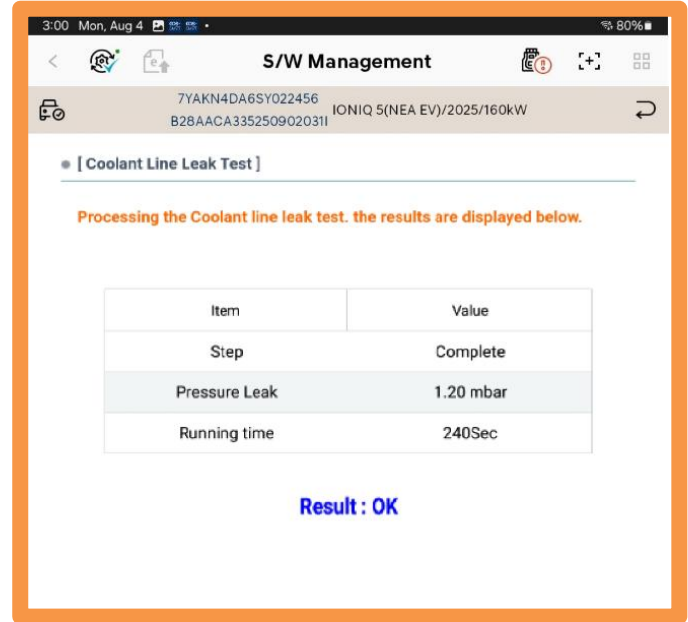 3:00 Mon, Aug 4
80%
S/W Management
7YAKN4DA6SY022456
B28AACA335250902031I
IONIQ 5(NEA EV)/2025/160kW
[ Coolant Line Leak Test ]
Processing the Coolant line leak test. the results are displayed below.
Item Value
Step Complete
Pressure Leak 1.20 mbar
Running time 240Sec
Result : OK